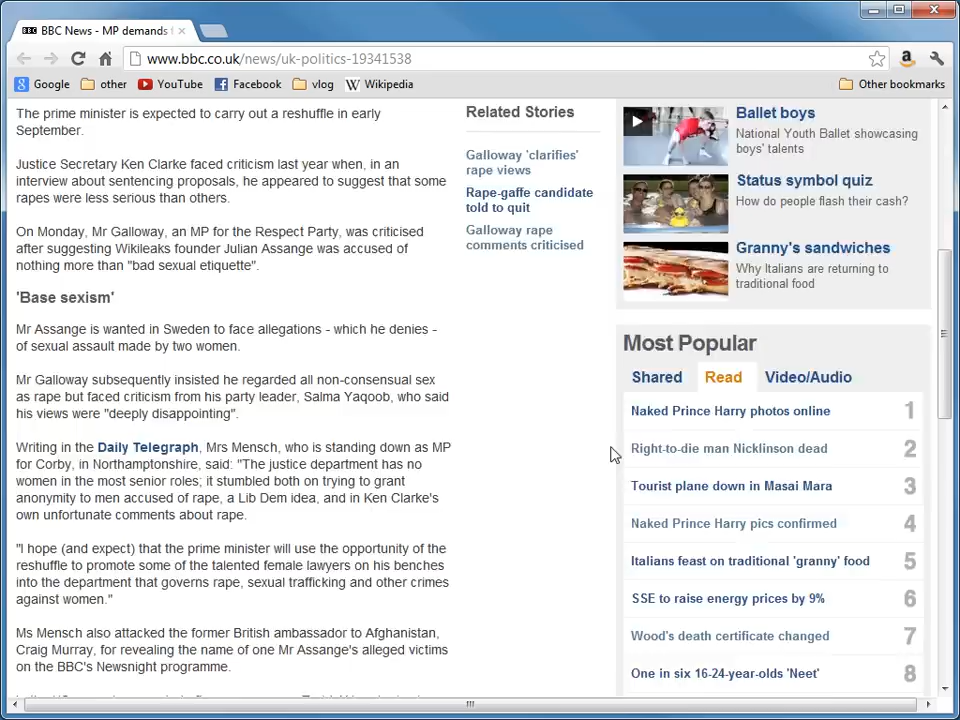 BBC News - MP demands
www.bbc.co.uk/news/uk-politics-19341538
Google other YouTube Facebook vlog Wikipedia Other bookmarks
The prime minister is expected to carry out a reshuffle in early
September.
Justice Secretary Ken Clarke faced criticism last year when, in an
interview about sentencing proposals, he appeared to suggest that some
rapes were less serious than others.
On Monday, Mr Galloway, an MP for the Respect Party, was criticised
after suggesting Wikileaks founder Julian Assange was accused of
nothing more than "bad sexual etiquette".
'Base sexism'
Mr Assange is wanted in Sweden to face allegations - which he denies -
of sexual assault made by two women.
Mr Galloway subsequently insisted he regarded all non-consensual sex
as rape but faced criticism from his party leader, Salma Yaqoob, who said
his views were "deeply disappointing".
Writing in the Daily Telegraph, Mrs Mensch, who is standing down as MP
for Corby, in Northamptonshire, said: "The justice department has no
women in the most senior roles; it stumbled both on trying to grant
anonymity to men accused of rape, a Lib Dem idea, and in Ken Clarke's
own unfortunate comments about rape.
"I hope (and expect) that the prime minister will use the opportunity of the
reshuffle to promote some of the talented female lawyers on his benches
into the department that governs rape, sexual trafficking and other crimes
against women."
Ms Mensch also attacked the former British ambassador to Afghanistan,
Craig Murray, for revealing the name of one Mr Assange's alleged victims
on the BBC's Newsnight programme.
Related Stories
Galloway 'clarifies'
rape views
Rape-gaffe candidate
told to quit
Galloway rape
comments criticised
Ballet boys
National Youth Ballet showcasing
boys' talents
Status symbol quiz
How do people flash their cash?
Granny's sandwiches
Why Italians are returning to
traditional food
Most Popular
Shared Read Video/Audio
Naked Prince Harry photos online 1
Right-to-die man Nicklinson dead 2
Tourist plane down in Masai Mara 3
Naked Prince Harry pics confirmed 4
Italians feast on traditional 'granny' food 5
SSE to raise energy prices by 9% 6
Wood's death certificate changed 7
One in six 16-24-year-olds 'Neet' 8